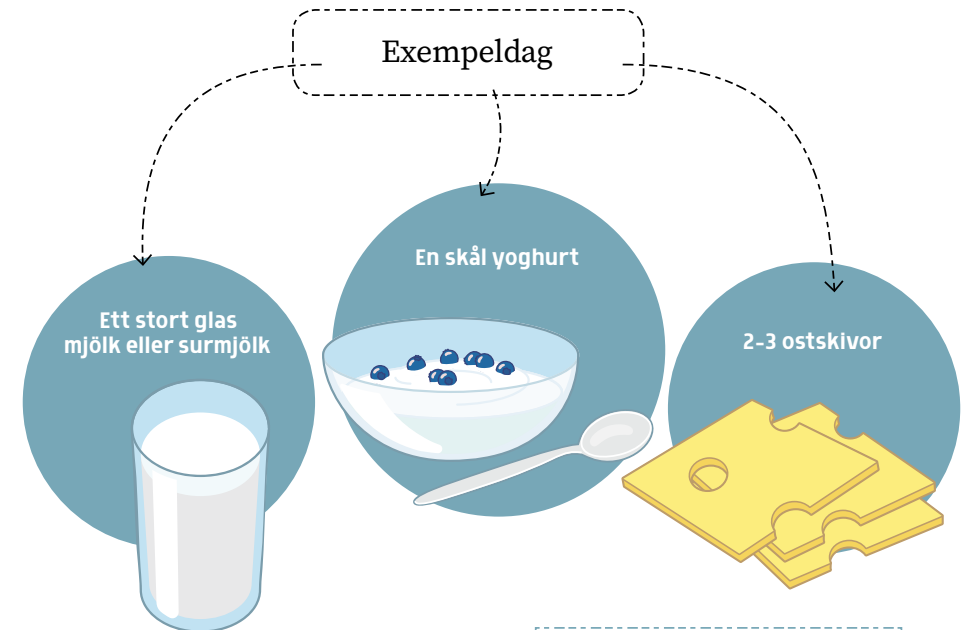 Exempeldag
Ett stort glas
mjölk eller surmjölk
En skål yoghurt
2-3 ostskivor